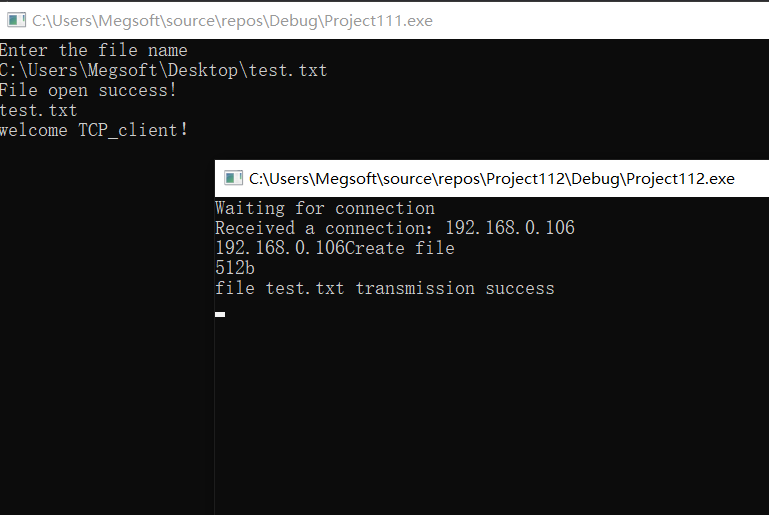 C:\Users\Megsoft\source\repos\Debug\Project111.exe
Enter the file name
C:\Users\Megsoft\Desktop\test.txt
File open success!
test.txt
welcome TCP_client!
C:\Users\Megsoft\source\repos\Project112\Debug\Project112.exe
Waiting for connection
Received a connection: 192.168.0.106
192.168.0.106Create file
512b
file test.txt transmission success